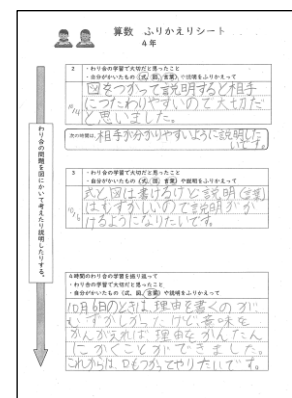 算数 ふりかえりシート
4年
わり合の問題を図にかいて考えたり説明したりする。
2
・わり合の学習で大切だと思ったこと
・自分がかいたもの（式、図、言葉）や説明をふりかえって
図をつかって説明すると相手
につたわりやすいので大切だ
と思いました。
次の時間は、相手が分かりやすいように説明した
いです。
3
・わり合の学習で大切だと思ったこと
・自分がかいたもの（式、図、言葉）や説明をふりかえって
式と図は書けるけど説明(言葉)
はむずかしいので説明がか
けるようになりたいです。
4時間のわり合の学習を振り返って
・わり合の学習で大切だと思ったこと
・自分がかいたもの（式、図、言葉）や説明をふりかえって
10月6日のときは、理由を書くのが
むずかしかったけど、意味を
かんがえれば理由をかんたん
にかくことができました。
これからは、
やりたいです。